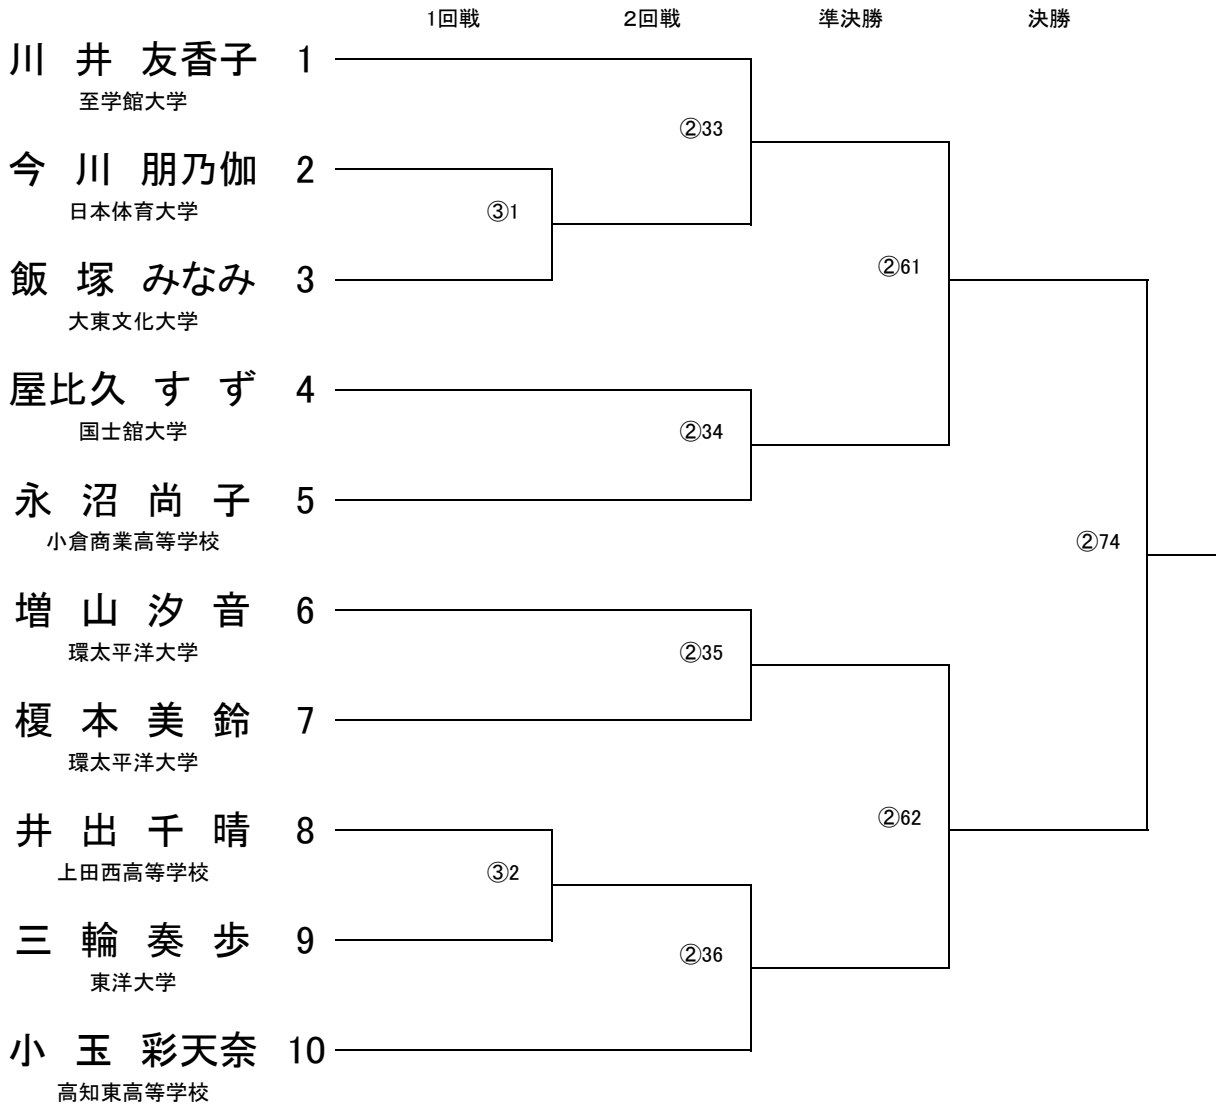 1回戦 2回戦 準決勝 決勝
川 井 友香子 1
至学館大学
②33
今 川 朋乃伽 2
日本体育大学
③1
飯 塚 みなみ 3
②61
大東文化大学
屋比久 す ず 4
国士舘大学
②34
永 沼 尚 子 5
小倉商業高等学校
②74
増 山 汐 音 6
環太平洋大学
②35
榎 本 美 鈴 7
環太平洋大学
②62
井 出 千 晴 8
上田西高等学校
③2
三 輪 奏 歩 9
②36
東洋大学
小 玉 彩天奈 10
高知東高等学校